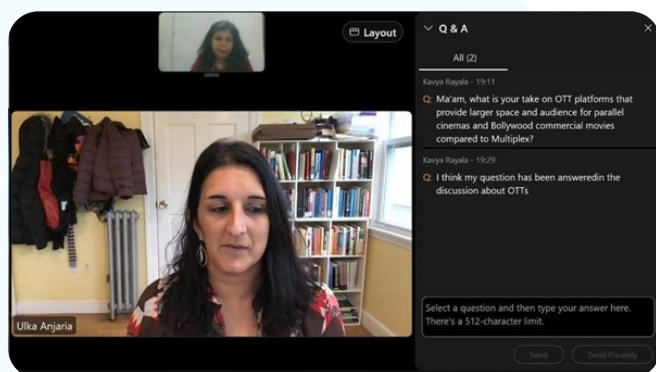 Layout
Q & A
All (2)
Kavya Rayala - 19:11
Q: Ma'am, what is your take on OTT platforms that
provide larger space and audience for parallel
cinemas and Bollywood commercial movies
compared to Multiplex?
Kavya Rayala - 19:29
Q: I think my question has been answeredin the
discussion about OTTs
Ulka Anjaria
Select a question and then type your answer here.
There's a 512-character limit.
Send
Send Privately